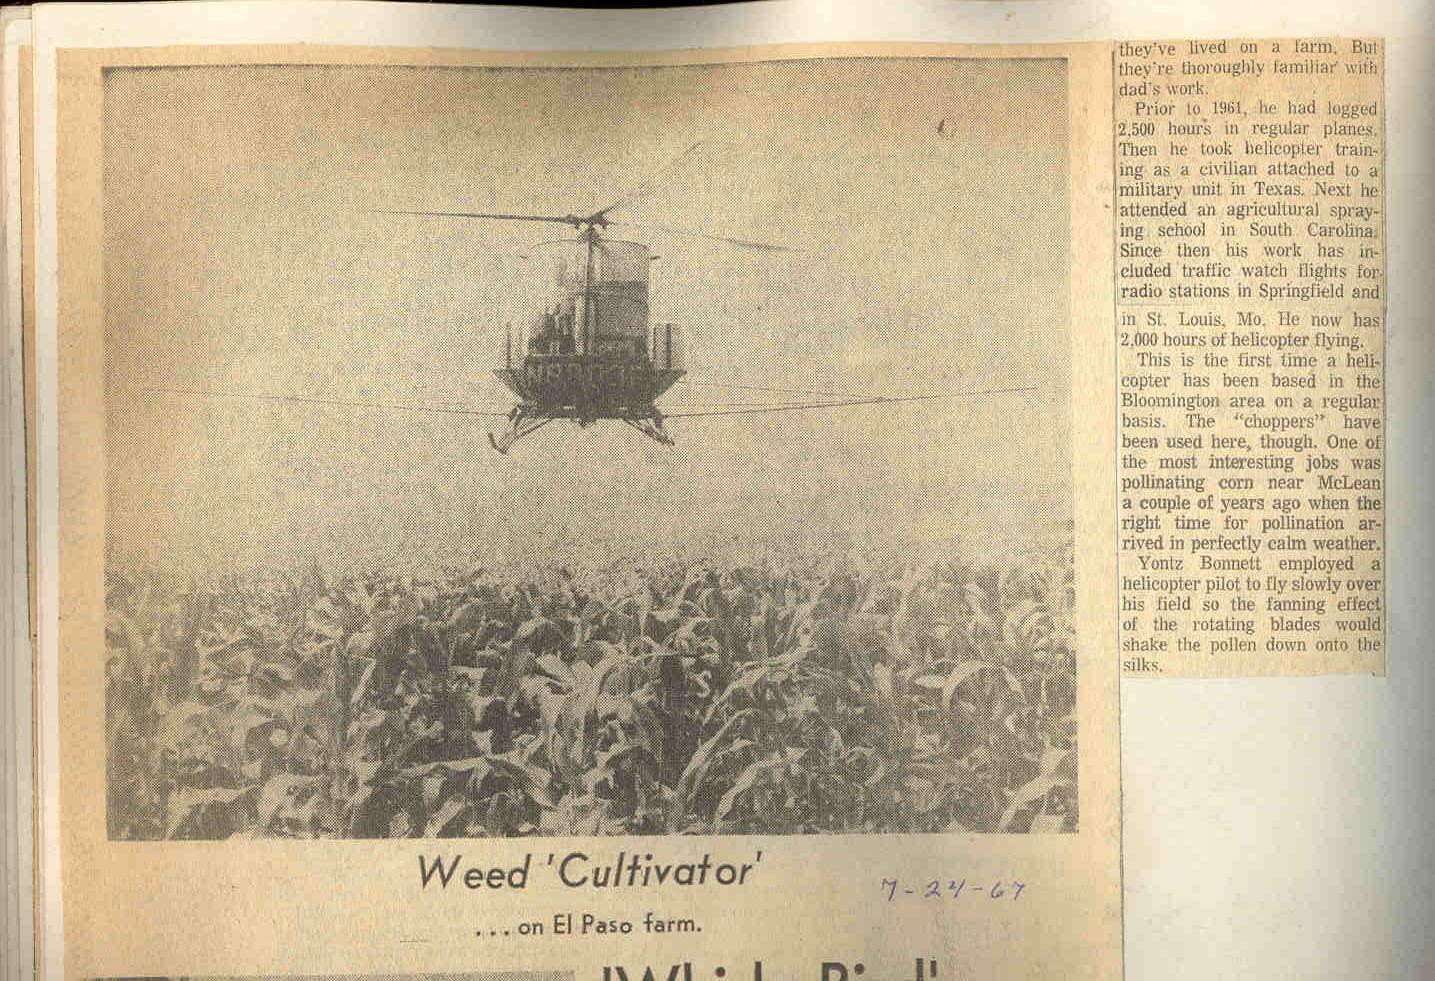 they've lived on a farm. But
they're thoroughly familiar with
dad's work.
Prior to 1961, he had logged
2,500 hours in regular planes.
Then he took helicopter train-
ing as a civilian attached to a
military unit in Texas. Next he
attended an agricultural spray-
ing school in South Carolina.
Since then his work has in-
cluded traffic watch flights for
radio stations in Springfield and
in St. Louis, Mo. He now has
2,000 hours of helicopter flying.
This is the first time a heli-
copter has been based in the
Bloomington area on a regular
basis. The "choppers" have
been used here, though. One of
the most interesting jobs was
pollinating corn near McLean
a couple of years ago when the
right time for pollination ar-
rived in perfectly calm weather.
Yontz Bonnett employed a
helicopter pilot to fly slowly over
his field so the fanning effect
of the rotating blades would
shake the pollen down onto the
silks.
Weed 'Cultivator'
7-24-67
...on El Paso farm.